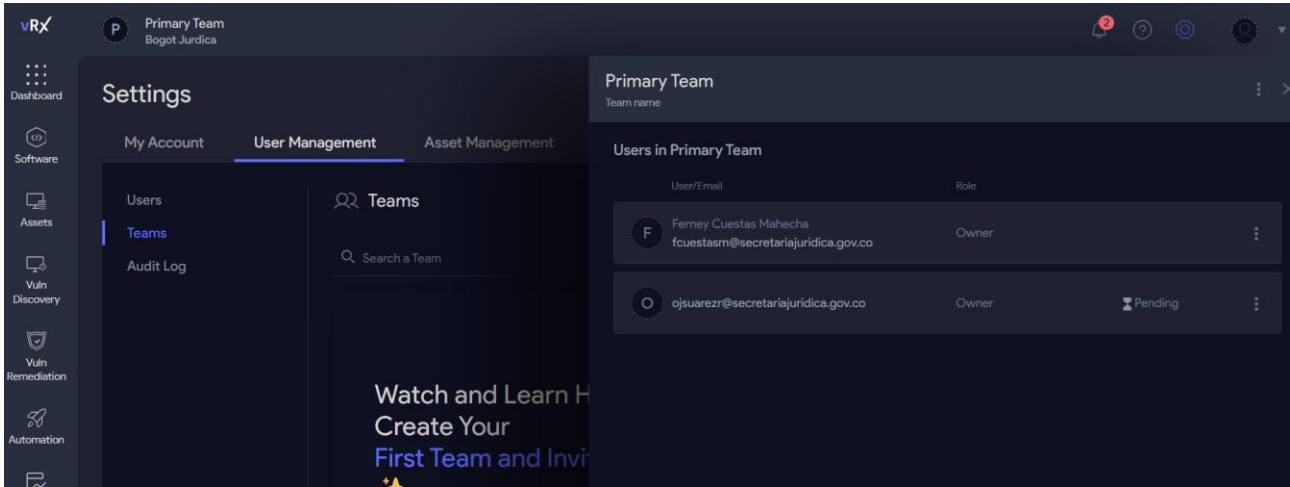 vRx
P
Primary Team
Bogot Jurdica
2
Dashboard
Software
Assets
Vuln
Discovery
Vuln
Remediation
Automation
Settings
My Account
User Management
Asset Management
Users
Teams
Audit Log
Teams
Search a Team
Watch and Learn H
Create Your
First Team and Invi
Primary Team
Team name
Users in Primary Team
User/Email
Role
F
Ferney Cuestas Mahecha
fcuestasm@secretariajuridica.gov.co
Owner
O
ojsuarezr@secretariajuridica.gov.co
Owner
Pending